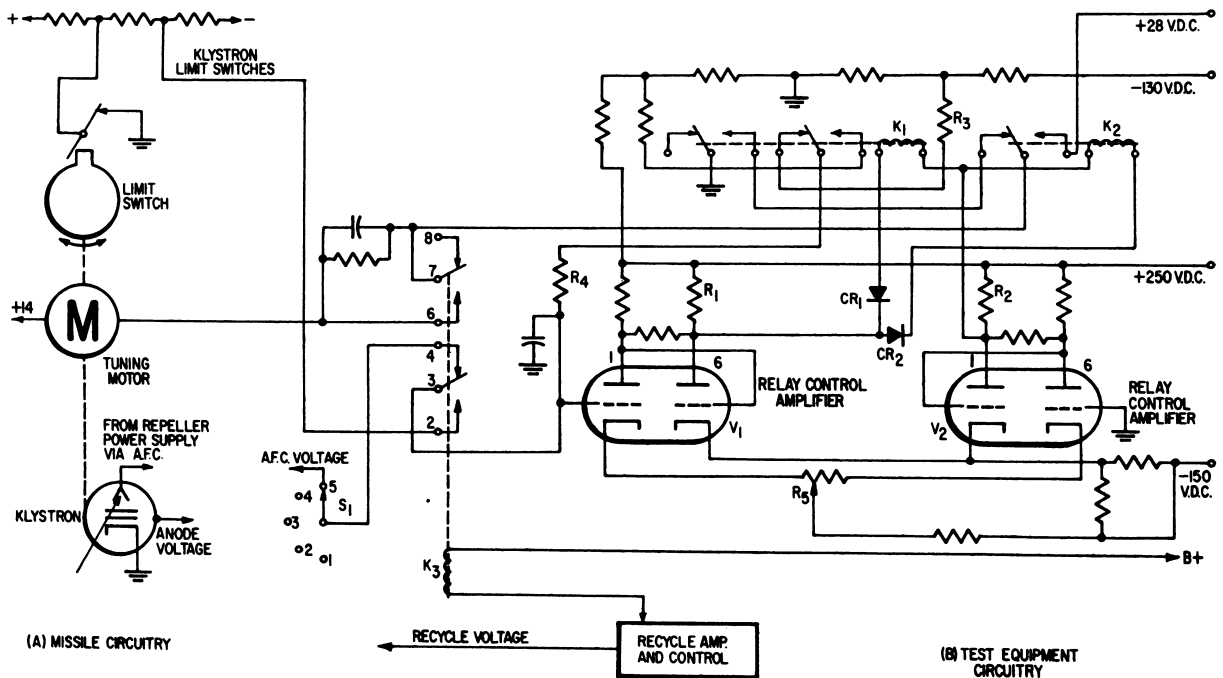 +
-
KLYSTRON
LIMIT SWITCHES
+28 V.D.C.
-130 V.D.C.
K1
R3
K2
LIMIT
SWITCH
8
7
6
4
3
2
R4
R1
R2
+250 V.D.C.
CR1
CR2
+14
M
TUNING
MOTOR
1
6
RELAY CONTROL
AMPLIFIER
V1
1
6
RELAY
CONTROL
AMPLIFIER
V2
FROM REPELLER
POWER SUPPLY
VIA A.F.C.
A.F.C. VOLTAGE
5
4
S1
3
2
1
R5
-150
V.D.C.
KLYSTRON
ANODE
VOLTAGE
K3
B+
(A) MISSILE CIRCUITRY
RECYCLE VOLTAGE
RECYCLE AMP.
AND CONTROL
(B) TEST EQUIPMENT
CIRCUITRY